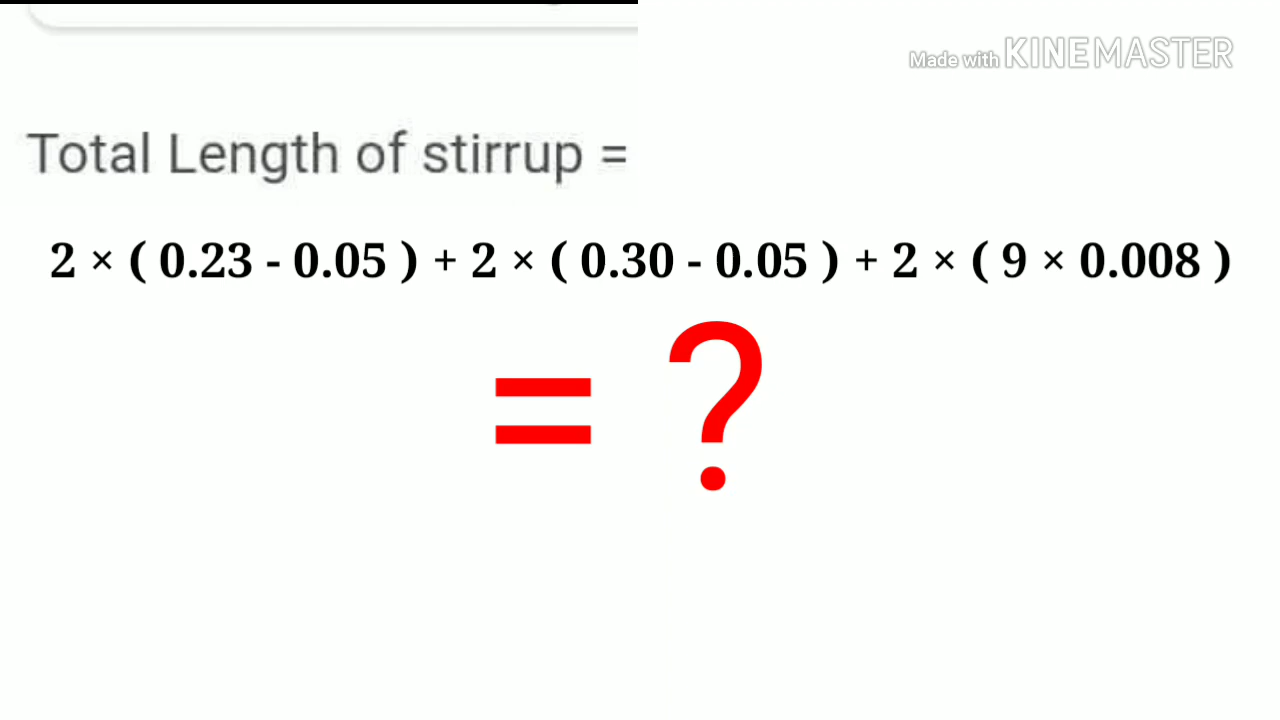 Made with KINEMASTER
Total Length of stirrup =
2 × ( 0.23 - 0.05 ) + 2 × ( 0.30 - 0.05 ) + 2 × ( 9 × 0.008 )
= ?